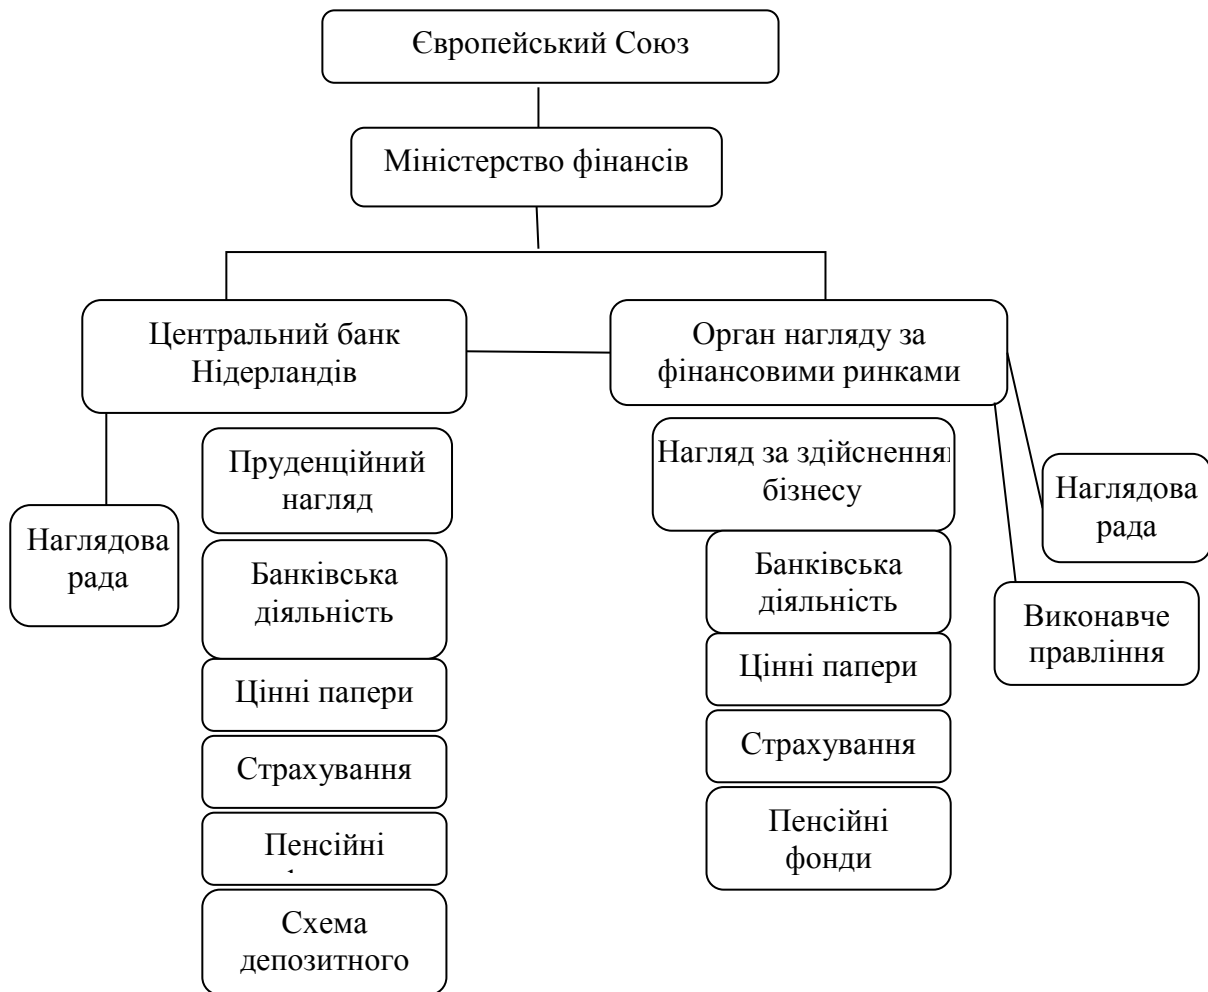 Європейський Союз
Міністерство фінансів
Центральний банк
Нідерландів
Орган нагляду за
фінансовими ринками
Пруденційний
нагляд
Нагляд за здійсненням
бізнесу
Наглядова
рада
Наглядова
рада
Банківська
діяльність
Банківська
діяльність
Виконавче
правління
Цінні папери
Цінні папери
Страхування
Страхування
Пенсійні
Пенсійні
фонди
Схема
депозитного